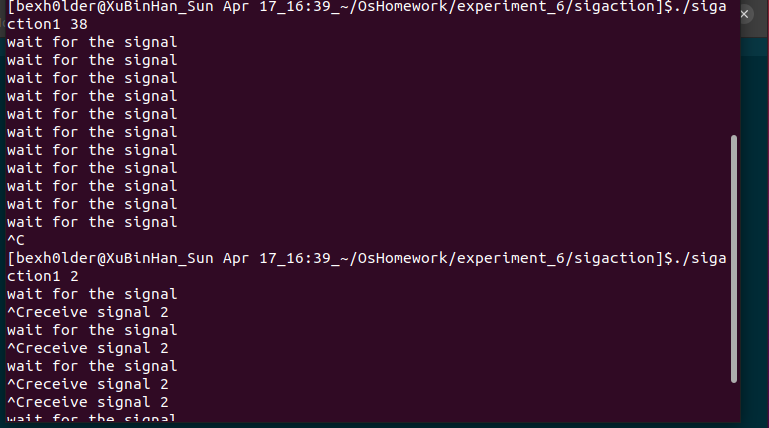 [bexh0lder@XuBinHan_Sun Apr 17_16:39_~/OsHomework/experiment_6/sigaction]$./siga
ction1 38
wait for the signal
wait for the signal
wait for the signal
wait for the signal
wait for the signal
wait for the signal
wait for the signal
wait for the signal
wait for the signal
wait for the signal
wait for the signal
^C
[bexh0lder@XuBinHan_Sun Apr 17_16:39_~/OsHomework/experiment_6/sigaction]$./siga
ction1 2
wait for the signal
^Creceive signal 2
wait for the signal
^Creceive signal 2
wait for the signal
^Creceive signal 2
^Creceive signal 2
wait for the signal